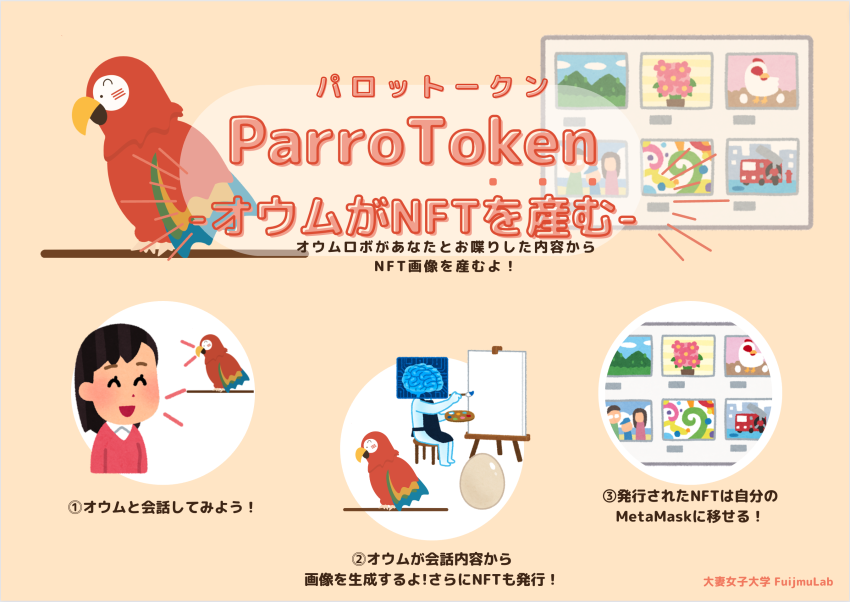 パロットークン
ParroToken
-オウムがNFTを産む-
オウムロボがあなたとお喋りした内容から
NFT画像を産むよ！
①オウムと会話してみよう！
②オウムが会話内容から
画像を生成するよ!さらにNFTも発行！
③発行されたNFTは自分の
MetaMaskに移せる！
大妻女子大学 FuijmuLab